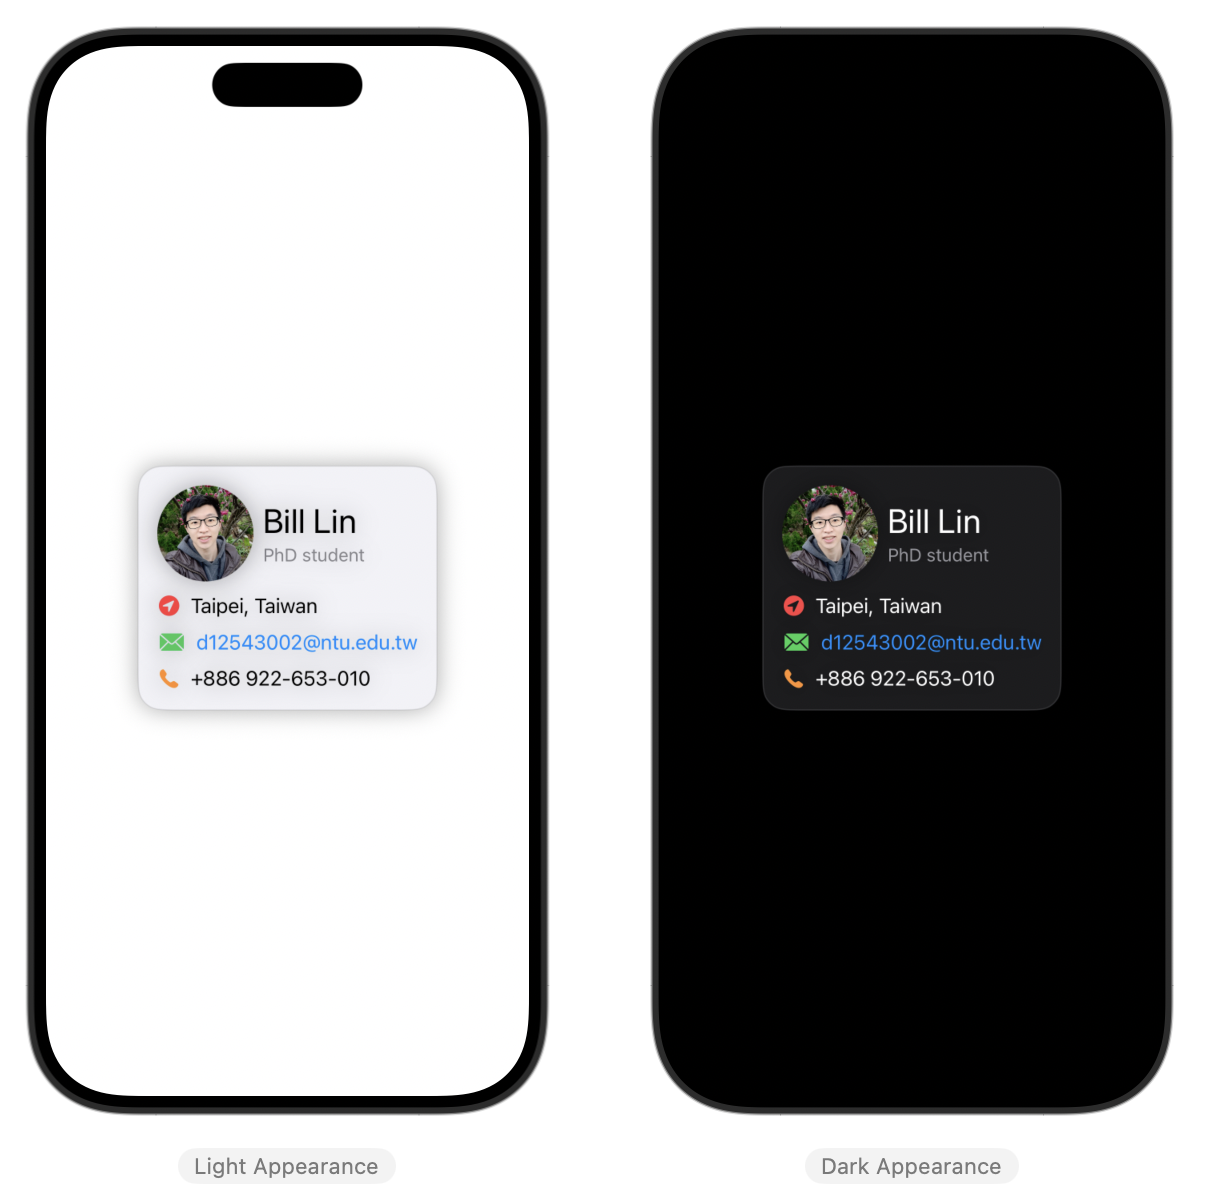 Bill Lin
PhD student
Taipei, Taiwan
d12543002@ntu.edu.tw
+886 922-653-010
Light Appearance
Bill Lin
PhD student
Taipei, Taiwan
d12543002@ntu.edu.tw
+886 922-653-010
Dark Appearance